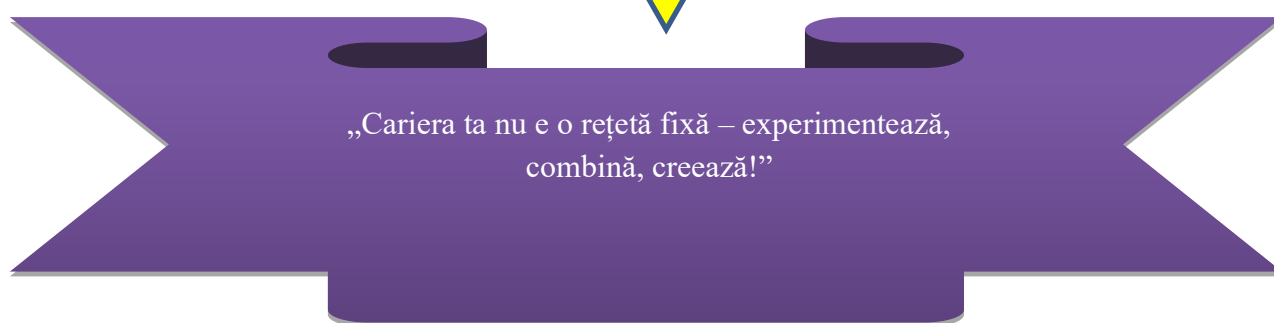 „Cariera ta nu e o rețetă fixă – experimentează,
combină, creează!”